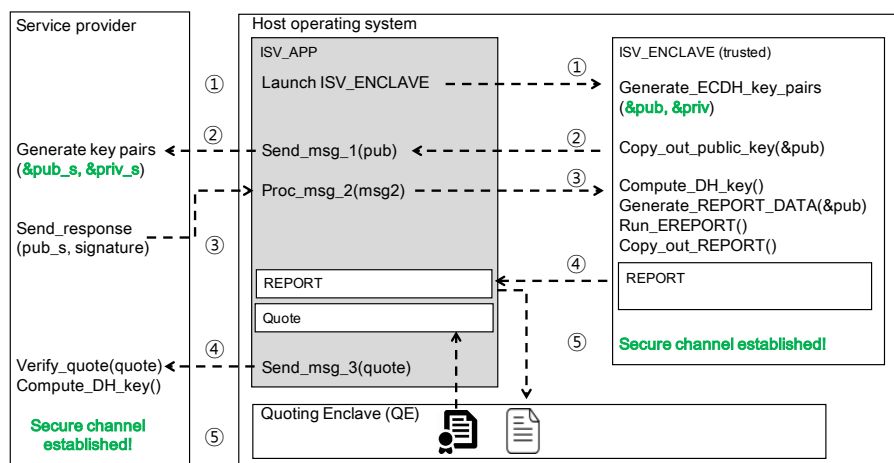 Service provider
Host operating system
ISV_APP
ISV_ENCLAVE (trusted)
①
Launch ISV_ENCLAVE
①
Generate_ECDH_key_pairs
(&pub, &priv)
②
Generate key pairs
(&pub_s, &priv_s)
Send_msg_1(pub)
②
Copy_out_public_key(&pub)
Proc_msg_2(msg2)
③
Compute_DH_key()
Generate_REPORT_DATA(&pub)
Run_EREPORT()
Copy_out_REPORT()
Send_response
(pub_s, signature)
③
④
REPORT
REPORT
Quote
⑤
Secure channel established!
④
Verify_quote(quote)
Compute_DH_key()
Send_msg_3(quote)
Quoting Enclave (QE)
Secure channel
established!
⑤